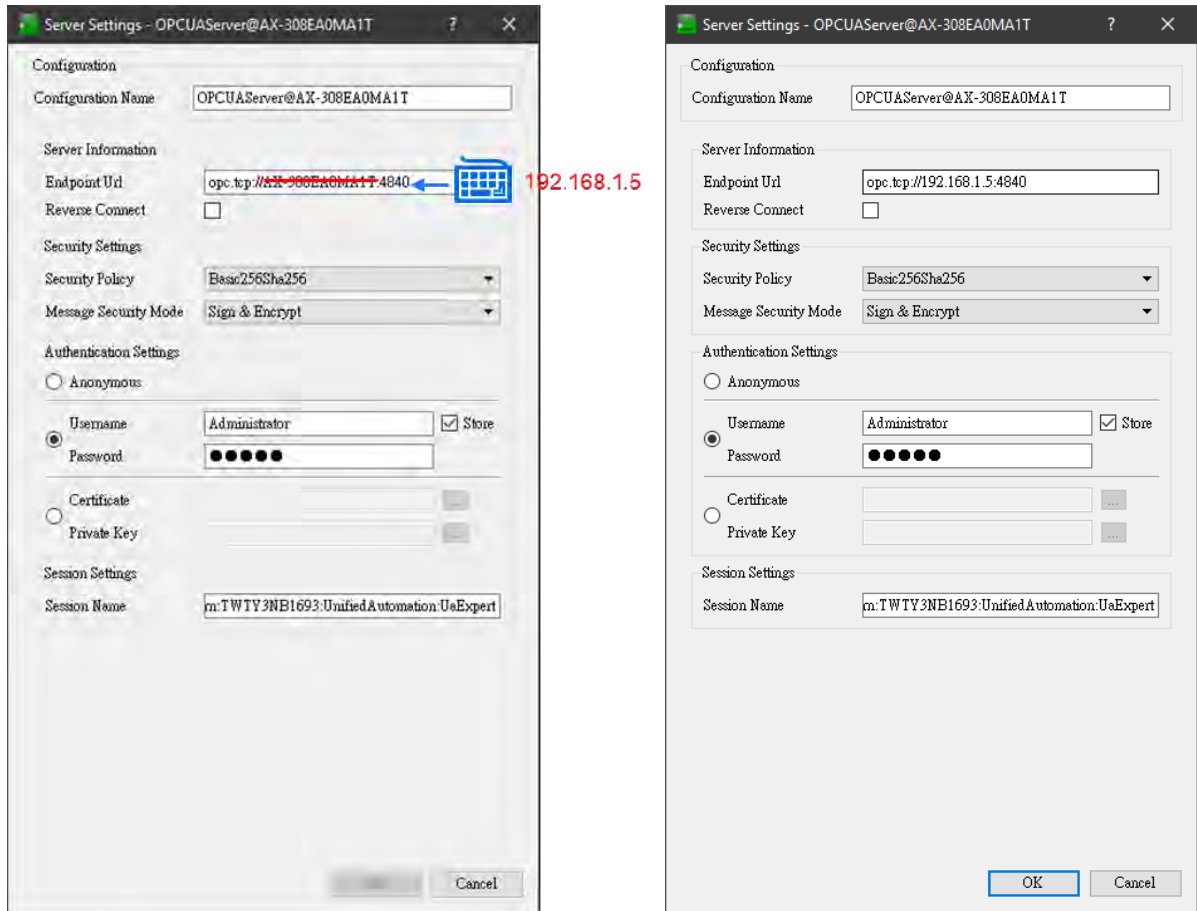 Server Settings - OPCUAServer@AX-308EA0MA1T ? ×
Configuration
Configuration Name OPCUAServer@AX-308EA0MA1T
Server Information
Endpoint Url opc.tcp://AX-308EA0MA1T:4840 192.168.1.5
Reverse Connect
Security Settings
Security Policy Basic256Sha256
Message Security Mode Sign & Encrypt
Authentication Settings
Anonymous
Username Administrator Store
Password ●●●●●
Certificate ...
Private Key ...
Session Settings
Session Name m:TWTY3NB1693:UnifiedAutomation:UaExpert
Cancel
Server Settings - OPCUAServer@AX-308EA0MA1T ? ×
Configuration
Configuration Name OPCUAServer@AX-308EA0MA1T
Server Information
Endpoint Url opc.tcp://192.168.1.5:4840
Reverse Connect
Security Settings
Security Policy Basic256Sha256
Message Security Mode Sign & Encrypt
Authentication Settings
Anonymous
Username Administrator Store
Password ●●●●●
Certificate ...
Private Key ...
Session Settings
Session Name m:TWTY3NB1693:UnifiedAutomation:UaExpert
OK Cancel